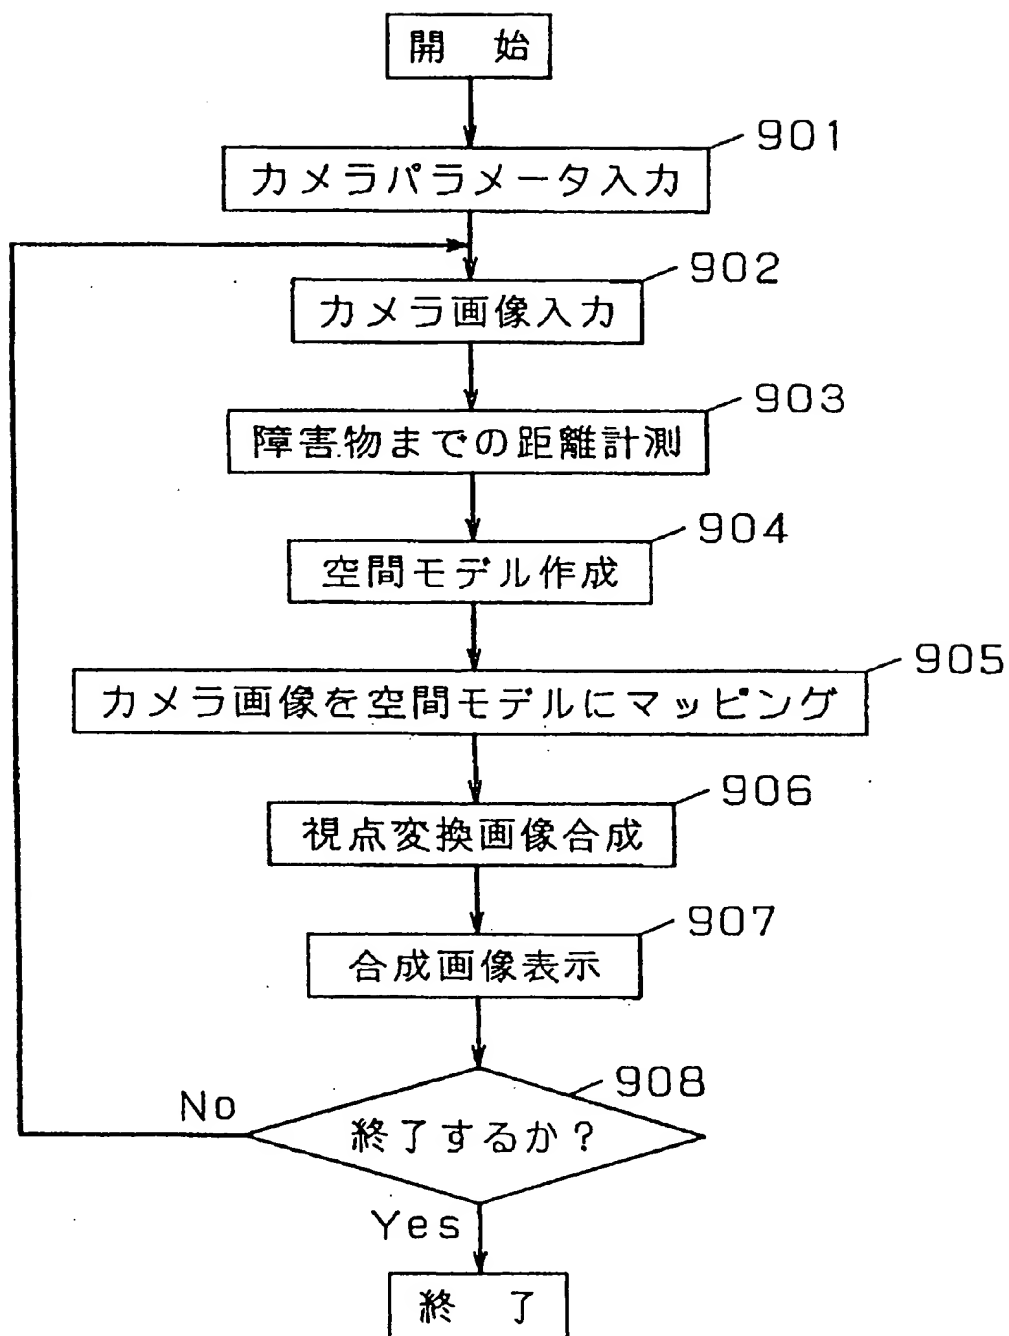 開 始
901
カメラパラメータ入力
902
カメラ画像入力
903
障害物までの距離計測
904
空間モデル作成
905
カメラ画像を空間モデルにマッピング
906
視点変換画像合成
907
合成画像表示
908
No
終了するか?
Yes
終 了